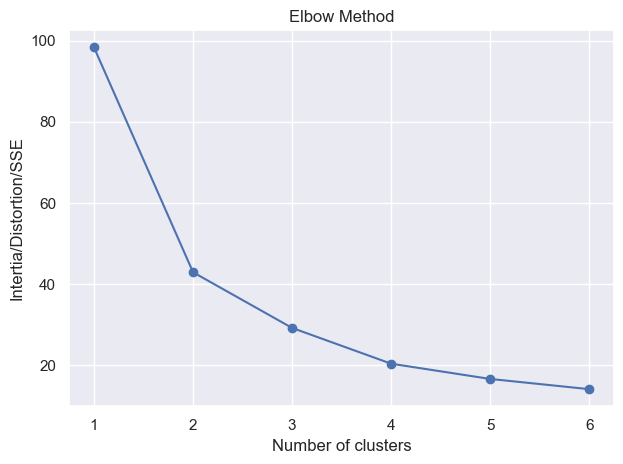 Elbow Method
Intertia/Distortion/SSE
100
80
60
40
20
1 2 3 4 5 6
Number of clusters